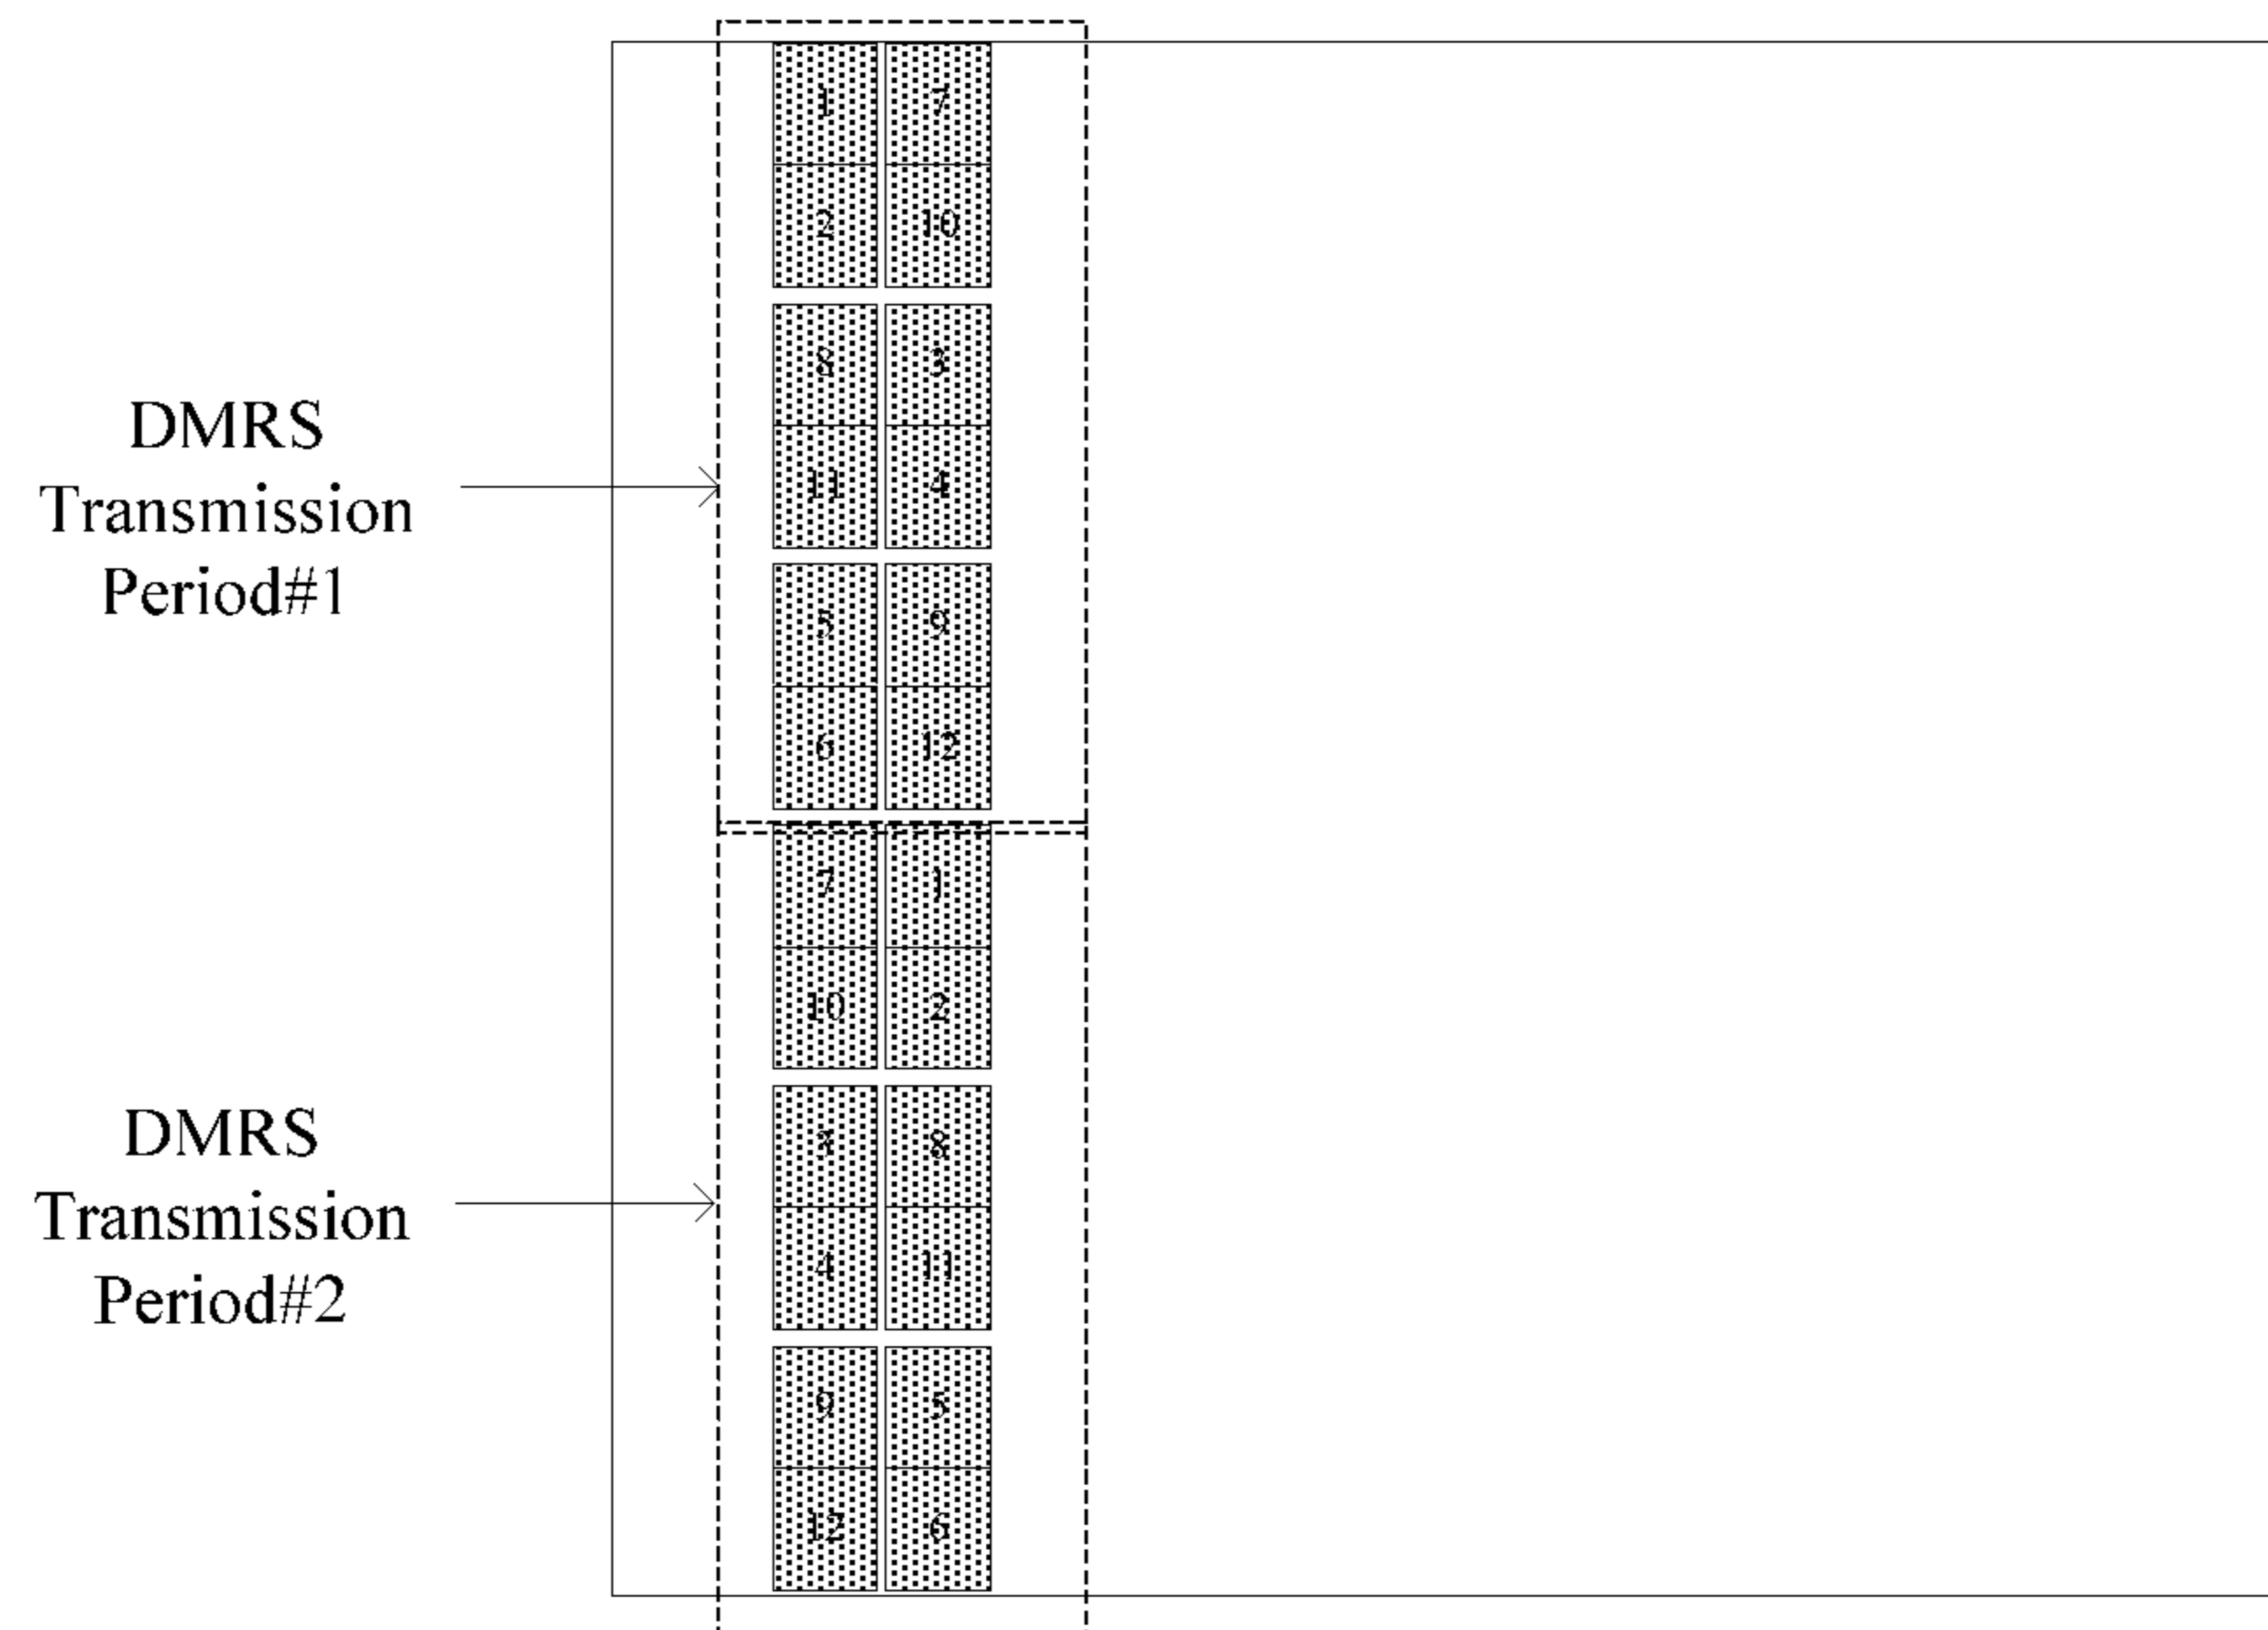 1 7
2 10
8 3
11 4
5 9
6 12
DMRS
Transmission
Period#1
7 1
10 2
3 8
4 11
9 5
12 6
DMRS
Transmission
Period#2